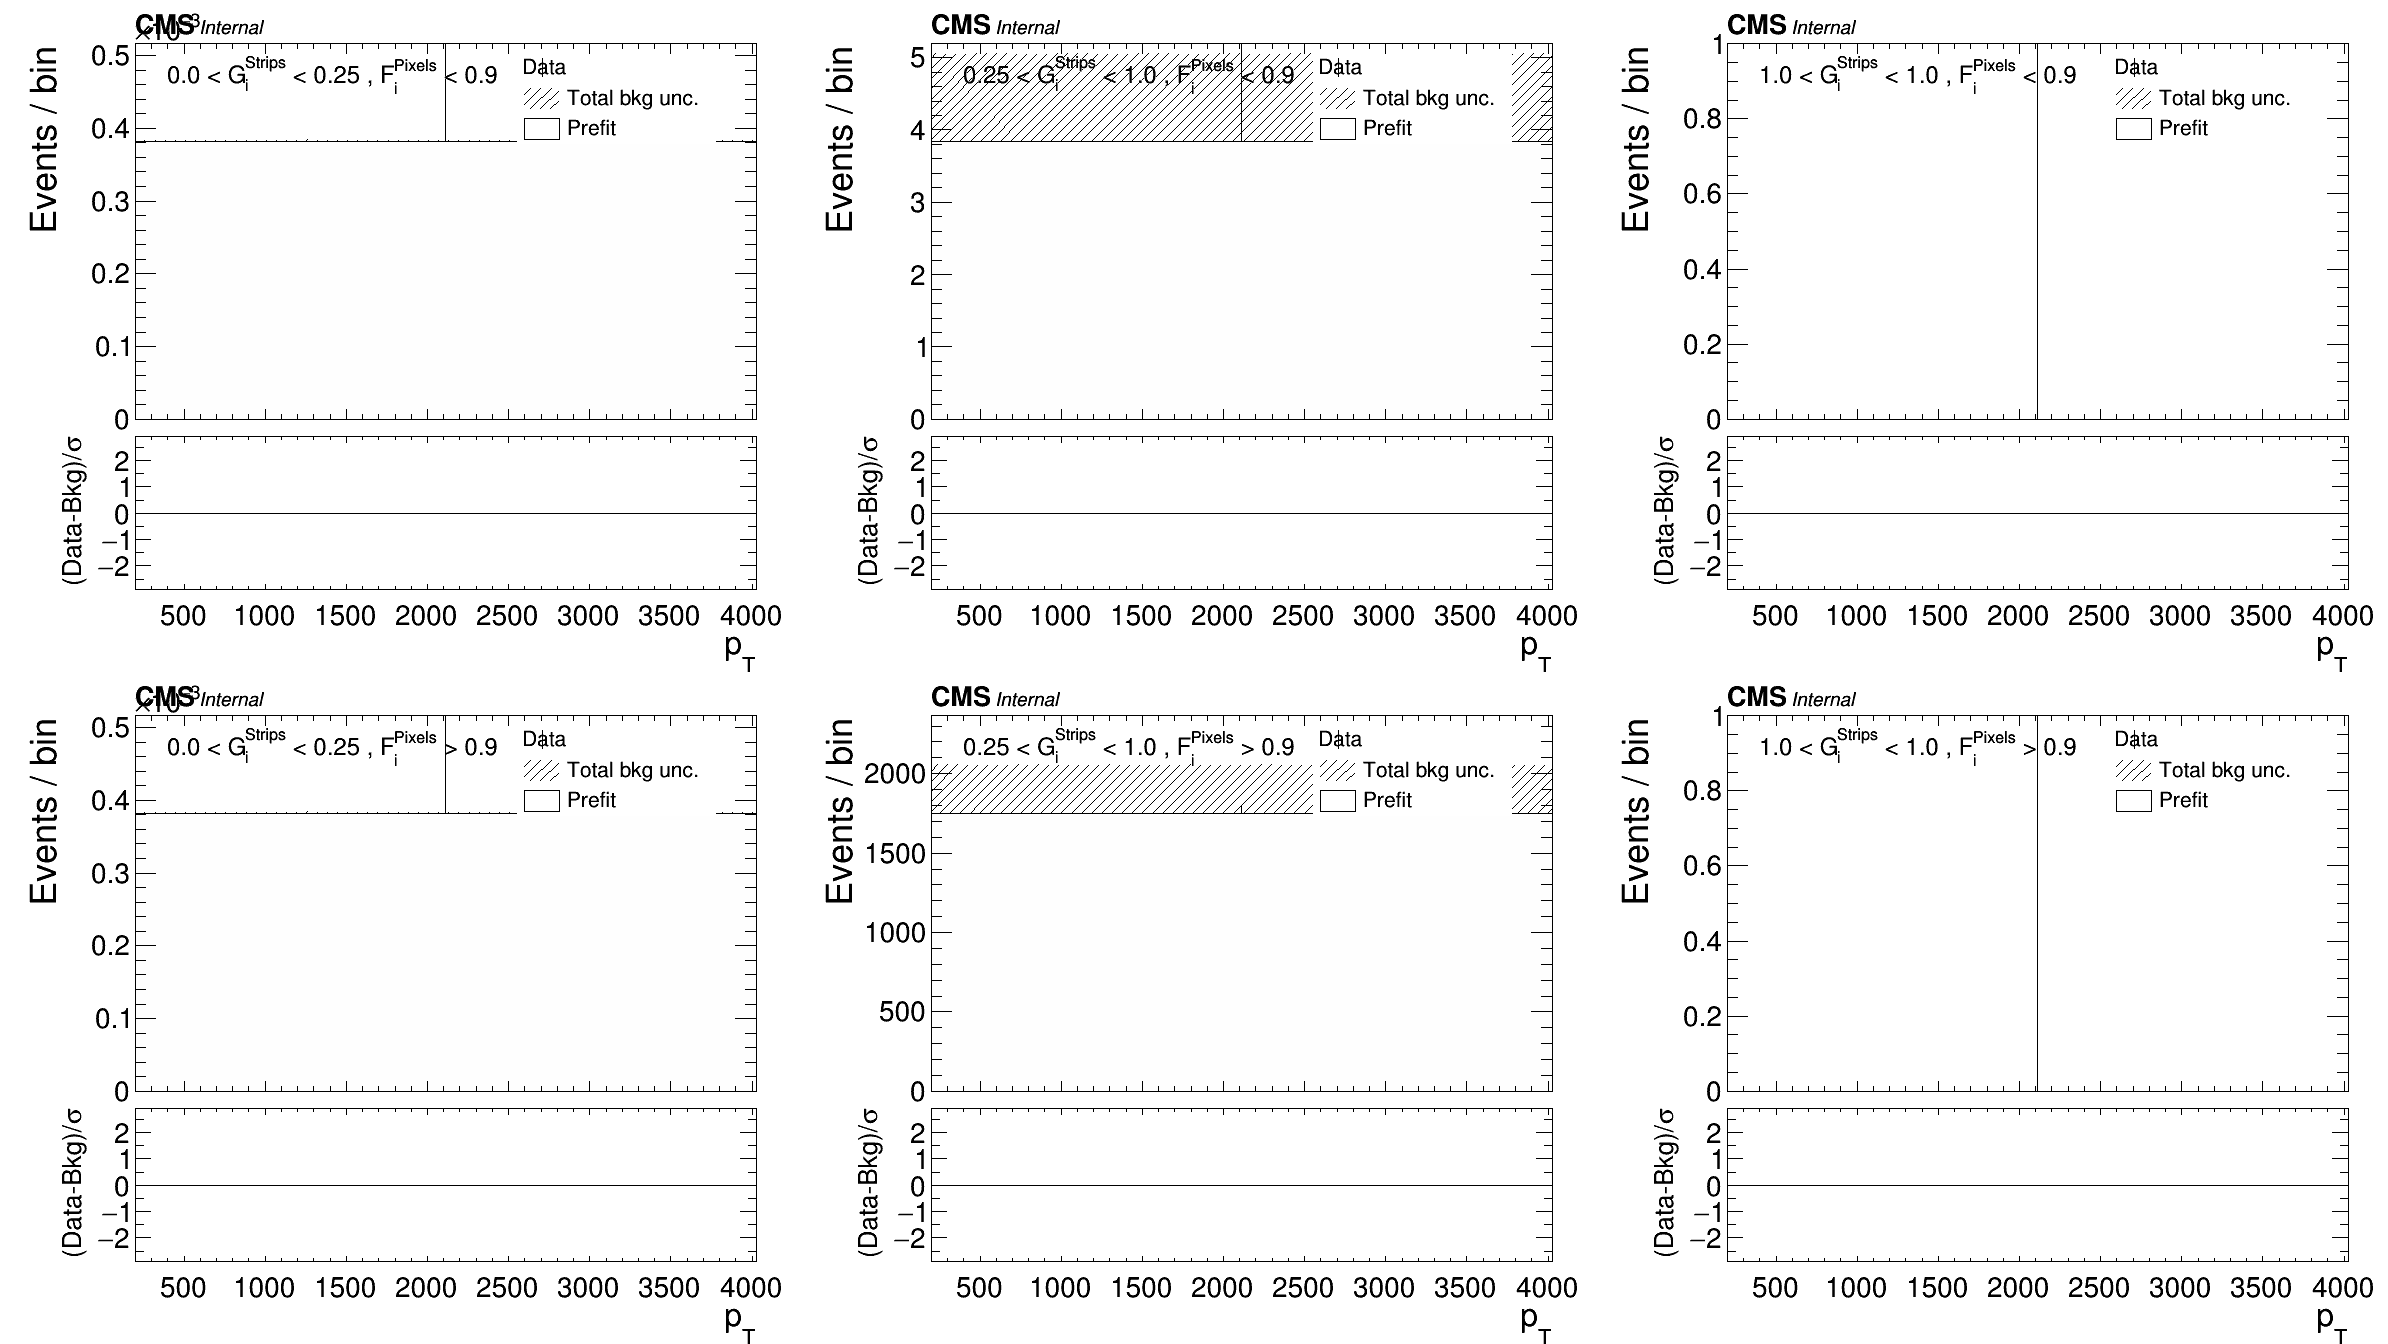 CMS Internal
×10⁻³
0.0 < G_i^Strips < 0.25 , F_i^Pixels < 0.9
Data
Total bkg unc.
Prefit
Events / bin
0.5
0.4
0.3
0.2
0.1
0
(Data-Bkg)/σ
2
1
0
−1
−2
500 1000 1500 2000 2500 3000 3500 4000
p_T
CMS Internal
0.25 < G_i^Strips < 1.0 , F_i^Pixels < 0.9
Data
Total bkg unc.
Prefit
Events / bin
5
4
3
2
1
0
(Data-Bkg)/σ
2
1
0
−1
−2
500 1000 1500 2000 2500 3000 3500 4000
p_T
CMS Internal
1.0 < G_i^Strips < 1.0 , F_i^Pixels < 0.9
Data
Total bkg unc.
Prefit
Events / bin
1
0.8
0.6
0.4
0.2
0
(Data-Bkg)/σ
2
1
0
−1
−2
500 1000 1500 2000 2500 3000 3500 4000
p_T
CMS Internal
×10⁻³
0.0 < G_i^Strips < 0.25 , F_i^Pixels > 0.9
Data
Total bkg unc.
Prefit
Events / bin
0.5
0.4
0.3
0.2
0.1
0
(Data-Bkg)/σ
2
1
0
−1
−2
500 1000 1500 2000 2500 3000 3500 4000
p_T
CMS Internal
0.25 < G_i^Strips < 1.0 , F_i^Pixels > 0.9
Data
Total bkg unc.
Prefit
Events / bin
2000
1500
1000
500
0
(Data-Bkg)/σ
2
1
0
−1
−2
500 1000 1500 2000 2500 3000 3500 4000
p_T
CMS Internal
1.0 < G_i^Strips < 1.0 , F_i^Pixels > 0.9
Data
Total bkg unc.
Prefit
Events / bin
1
0.8
0.6
0.4
0.2
0
(Data-Bkg)/σ
2
1
0
−1
−2
500 1000 1500 2000 2500 3000 3500 4000
p_T